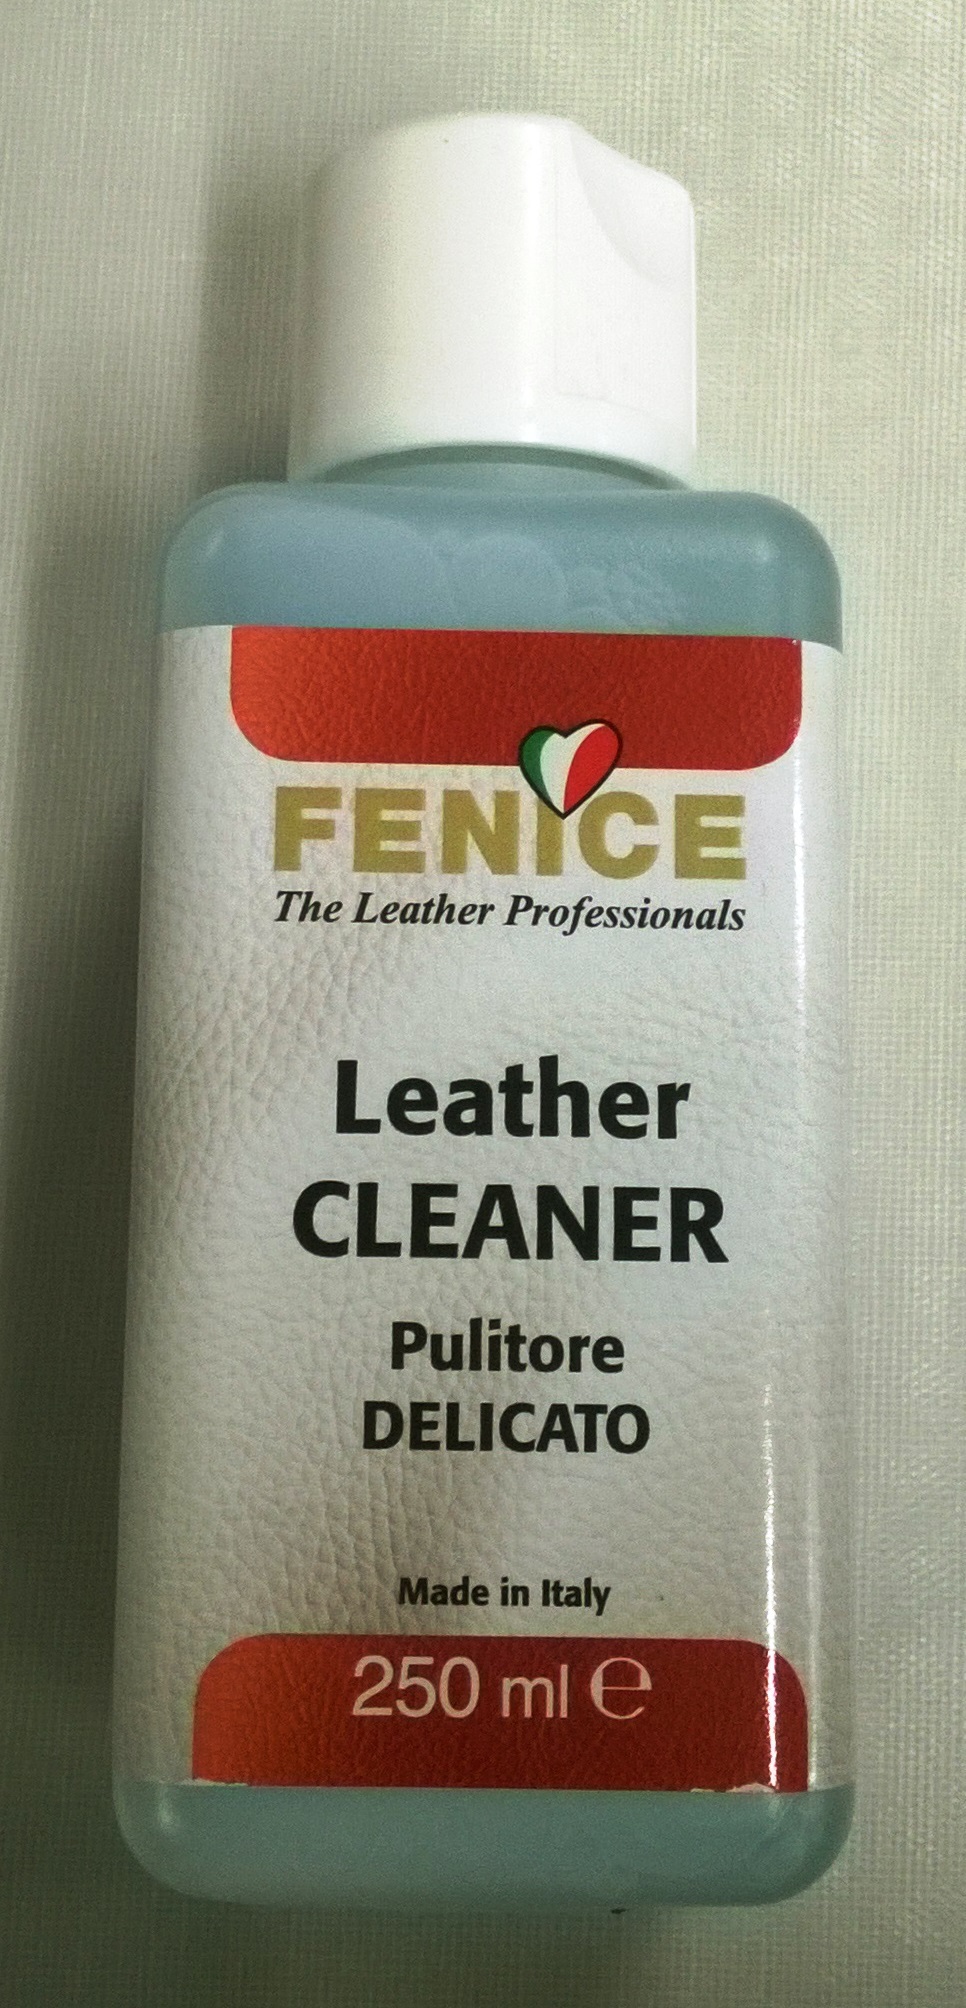 FENICE
The Leather Professionals
Leather
CLEANER
Pulitore
DELICATO
Made in Italy
250 ml ℮